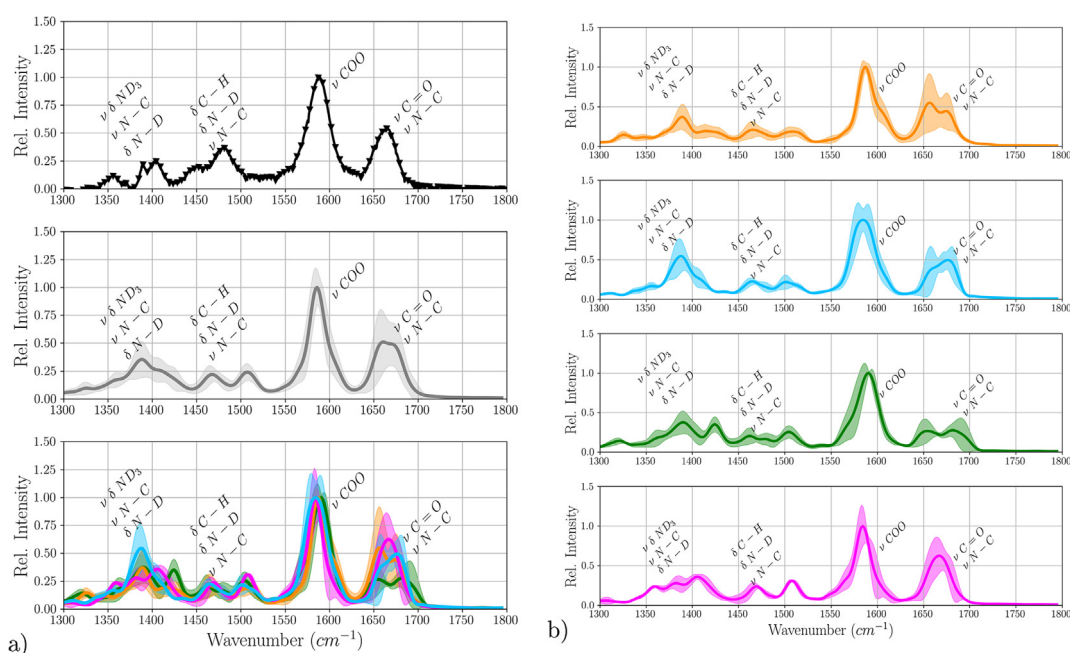 1.50
1.25
1.00
0.75
0.50
0.25
0.00
Rel. Intensity
ν δ ND3
ν N − C
δ N − D
δ C − H
δ N − D
ν N − C
ν COO
ν C = O
ν N − C
1300 1350 1400 1450 1500 1550 1600 1650 1700 1750 1800
1.50
1.25
1.00
0.75
0.50
0.25
0.00
Rel. Intensity
ν δ ND3
ν N − C
δ N − D
δ C − H
δ N − D
ν N − C
ν COO
ν C = O
ν N − C
1300 1350 1400 1450 1500 1550 1600 1650 1700 1750 1800
1.50
1.25
1.00
0.75
0.50
0.25
0.00
Rel. Intensity
ν δ ND3
ν N − C
δ N − D
δ C − H
δ N − D
ν N − C
ν COO
ν C = O
ν N − C
1300 1350 1400 1450 1500 1550 1600 1650 1700 1750 1800
Wavenumber (cm−1)
a)
1.5
1.0
0.5
0.0
Rel. Intensity
ν δ ND3
ν N − C
δ N − D
δ C − H
δ N − D
ν N − C
ν COO
ν C = O
ν N − C
1300 1350 1400 1450 1500 1550 1600 1650 1700 1750 1800
1.5
1.0
0.5
0.0
Rel. Intensity
ν δ ND3
ν N − C
δ N − D
δ C − H
δ N − D
ν N − C
ν COO
ν C = O
ν N − C
1300 1350 1400 1450 1500 1550 1600 1650 1700 1750 1800
1.5
1.0
0.5
0.0
Rel. Intensity
ν δ ND3
ν N − C
δ N − D
δ C − H
δ N − D
ν N − C
ν COO
ν C = O
ν N − C
1300 1350 1400 1450 1500 1550 1600 1650 1700 1750 1800
1.5
1.0
0.5
0.0
Rel. Intensity
ν δ ND3
ν N − C
δ N − D
δ C − H
δ N − D
ν N − C
ν COO
ν C = O
ν N − C
1300 1350 1400 1450 1500 1550 1600 1650 1700 1750 1800
Wavenumber (cm−1)
b)